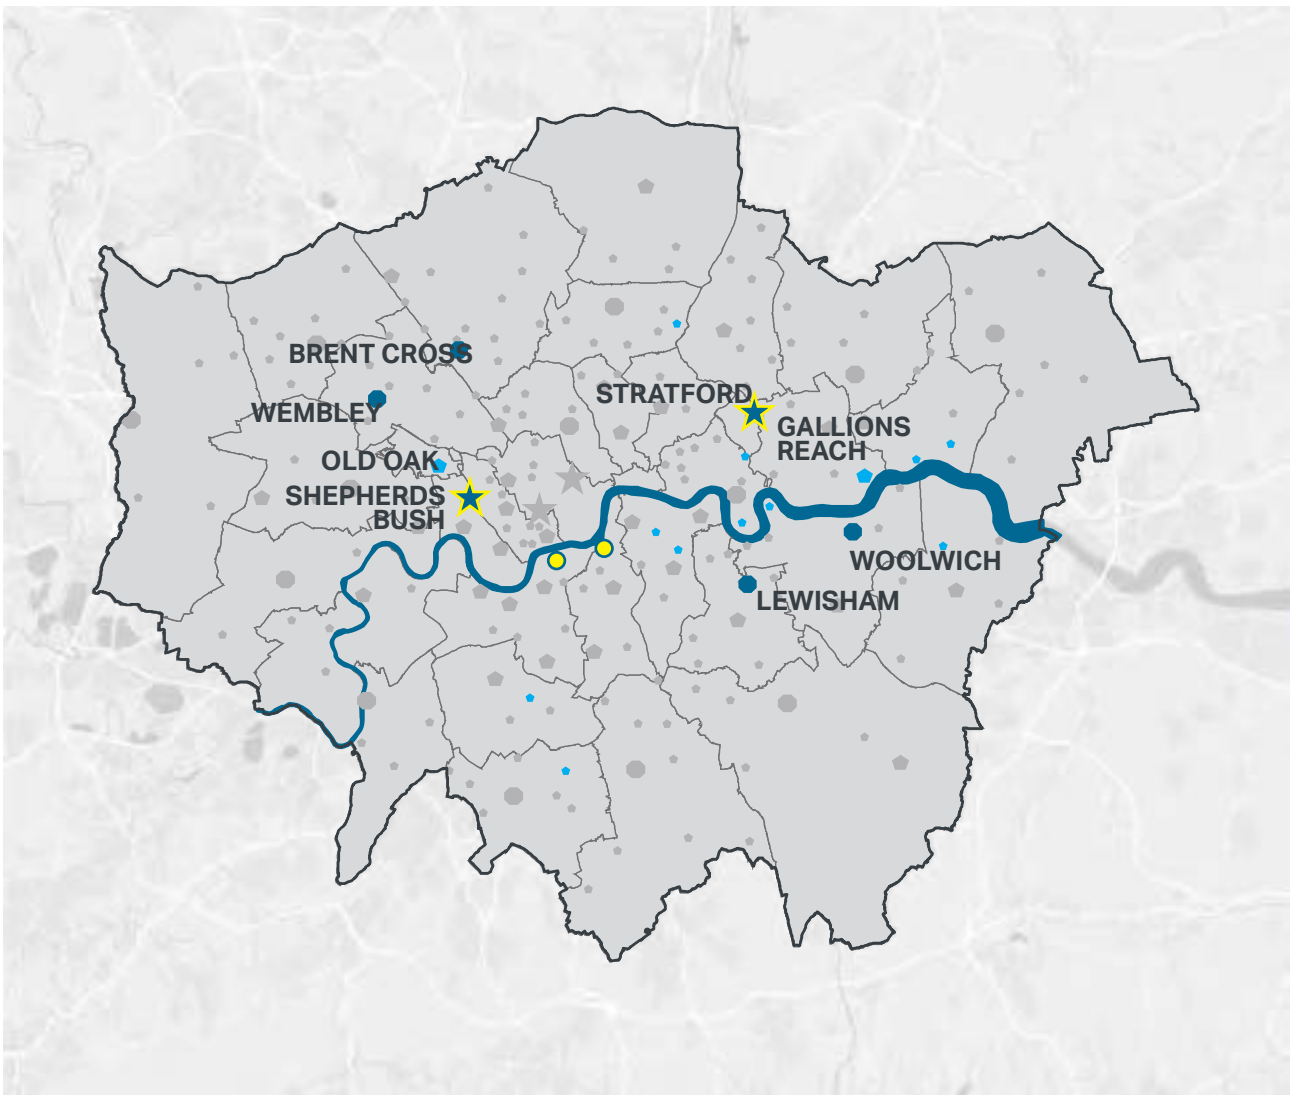 BRENT CROSS
WEMBLEY
STRATFORD
GALLIONS
REACH
OLD OAK
SHEPHERDS
BUSH
WOOLWICH
LEWISHAM